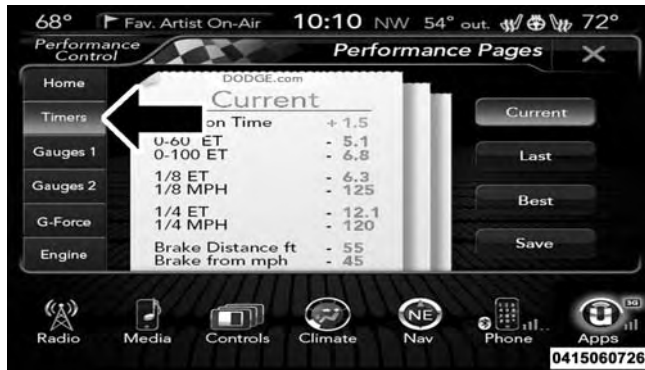 68° Fav. Artist On-Air 10:10 NW 54° out. 72°
Performance Control
Performance Pages
Home
Timers
Gauges 1
Gauges 2
G-Force
Engine
DODGE.com
Current
on Time + 1.5
0-60 ET - 5.1
0-100 ET - 6.8
1/8 ET - 6.3
1/8 MPH - 125
1/4 ET - 12.1
1/4 MPH - 120
Brake Distance ft - 55
Brake from mph - 45
Current
Last
Best
Save
NE
3G
Radio
Media
Controls
Climate
Nav
Phone
Apps
0415060726